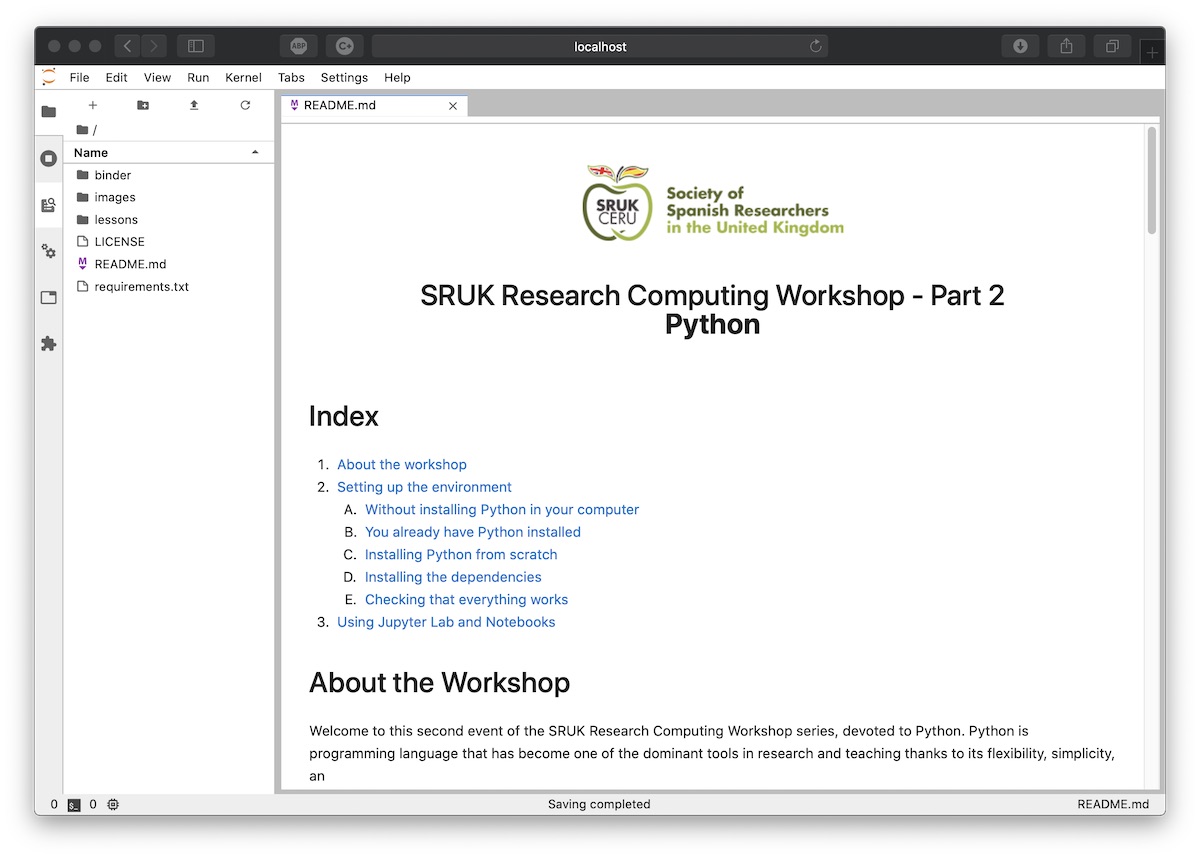 ABP
C+
localhost
File Edit View Run Kernel Tabs Settings Help
README.md
/
Name
binder
images
lessons
LICENSE
README.md
requirements.txt
SRUK
CERU
Society of
Spanish Researchers
in the United Kingdom
SRUK Research Computing Workshop - Part 2
Python
Index
1. About the workshop
2. Setting up the environment
A. Without installing Python in your computer
B. You already have Python installed
C. Installing Python from scratch
D. Installing the dependencies
E. Checking that everything works
3. Using Jupyter Lab and Notebooks
About the Workshop
Welcome to this second event of the SRUK Research Computing Workshop series, devoted to Python. Python is
programming language that has become one of the dominant tools in research and teaching thanks to its flexibility, simplicity,
an
0 $_ 0 Saving completed README.md